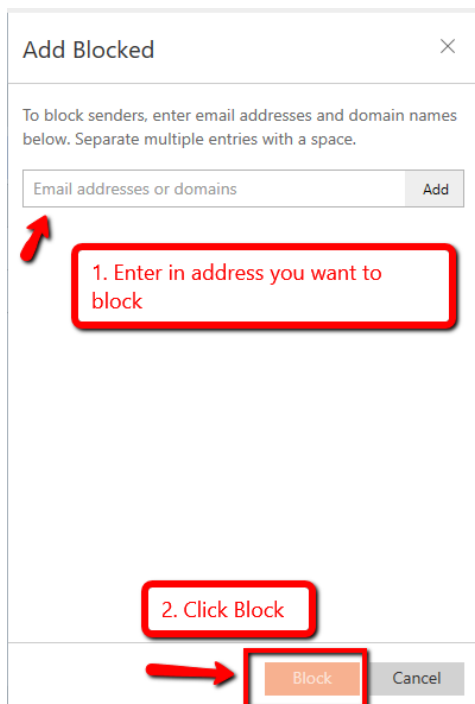 Add Blocked
To block senders, enter email addresses and domain names
below. Separate multiple entries with a space.
Email addresses or domains
Add
1. Enter in address you want to
block
2. Click Block
Block
Cancel